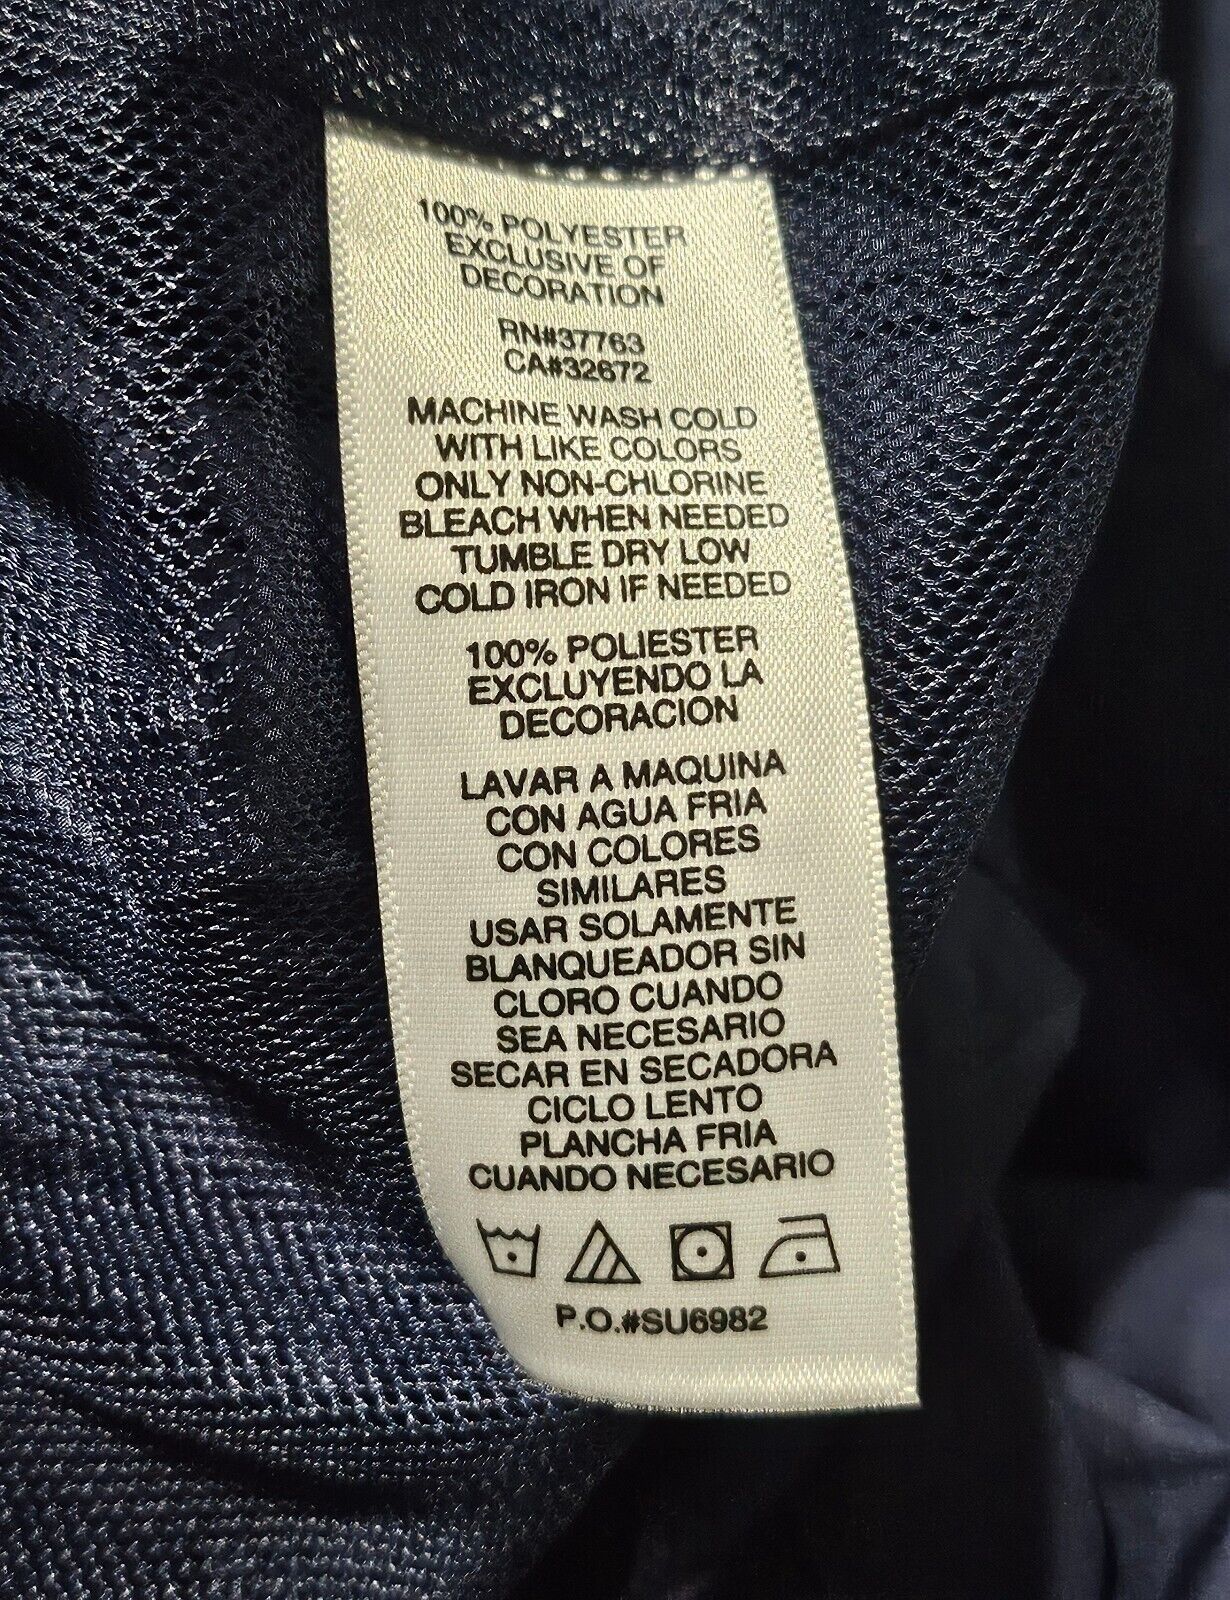 100% POLYESTER
EXCLUSIVE OF
DECORATION
RN#37763
CA#32672
MACHINE WASH COLD
WITH LIKE COLORS
ONLY NON-CHLORINE
BLEACH WHEN NEEDED
TUMBLE DRY LOW
COLD IRON IF NEEDED
100% POLIESTER
EXCLUYENDO LA
DECORACION
LAVAR A MAQUINA
CON AGUA FRIA
CON COLORES
SIMILARES
USAR SOLAMENTE
BLANQUEADOR SIN
CLORO CUANDO
SEA NECESARIO
SECAR EN SECADORA
CICLO LENTO
PLANCHA FRIA
CUANDO NECESARIO
P.O.#SU6982